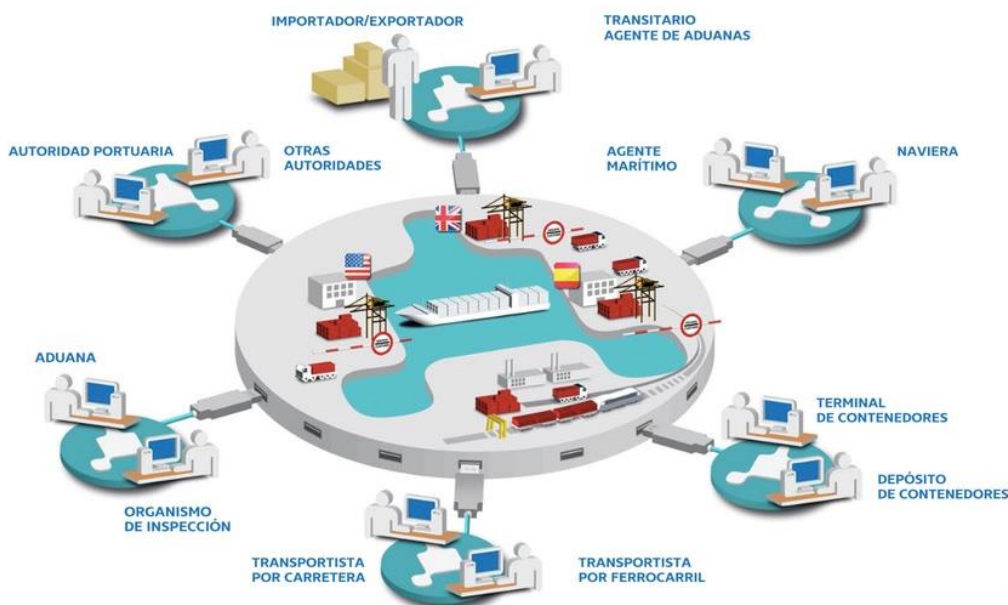 IMPORTADOR/EXPORTADOR
TRANSITARIO
AGENTE DE ADUANAS
AUTORIDAD PORTUARIA
OTRAS
AUTORIDADES
AGENTE
MARÍTIMO
NAVIERA
ADUANA
ORGANISMO
DE INSPECCIÓN
TERMINAL
DE CONTENEDORES
DEPÓSITO
DE CONTENEDORES
TRANSPORTISTA
POR CARRETERA
TRANSPORTISTA
POR FERROCARRIL